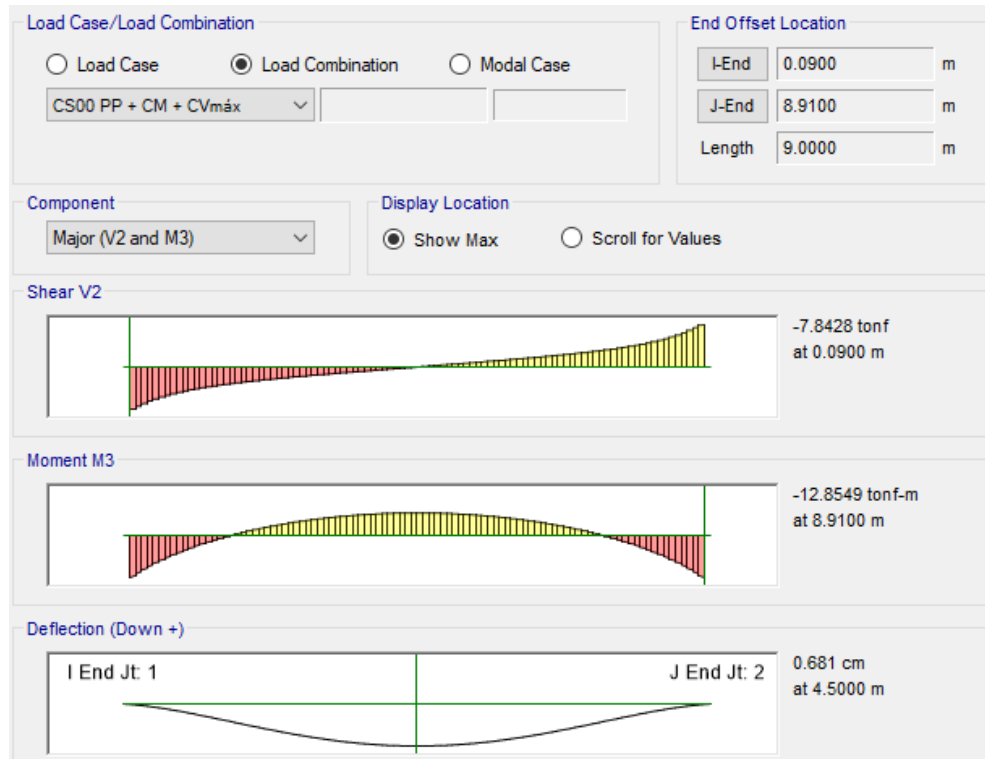 Load Case/Load Combination
Load Case
Load Combination
Modal Case
CS00 PP + CM + CVmáx
End Offset Location
I-End 0.0900 m
J-End 8.9100 m
Length 9.0000 m
Component
Major (V2 and M3)
Display Location
Show Max
Scroll for Values
Shear V2
-7.8428 tonf
at 0.0900 m
Moment M3
-12.8549 tonf-m
at 8.9100 m
Deflection (Down +)
I End Jt: 1
J End Jt: 2
0.681 cm
at 4.5000 m